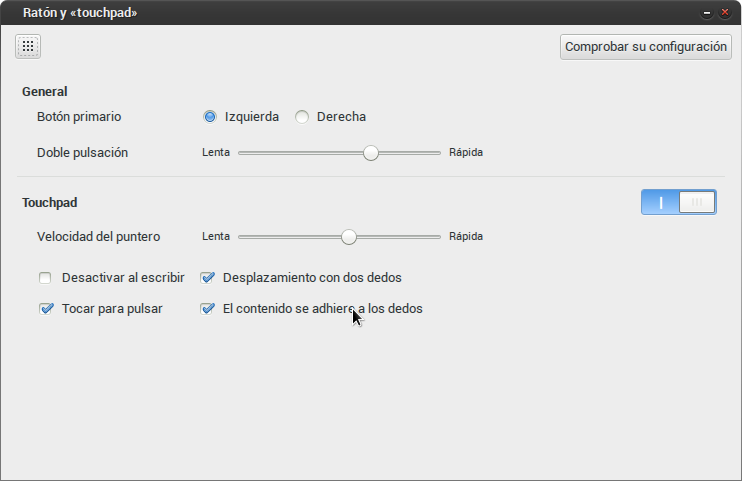 Ratón y «touchpad»
Comprobar su configuración
General
Botón primario Izquierda Derecha
Doble pulsación Lenta Rápida
Touchpad
Velocidad del puntero Lenta Rápida
Desactivar al escribir Desplazamiento con dos dedos
Tocar para pulsar El contenido se adhiere a los dedos